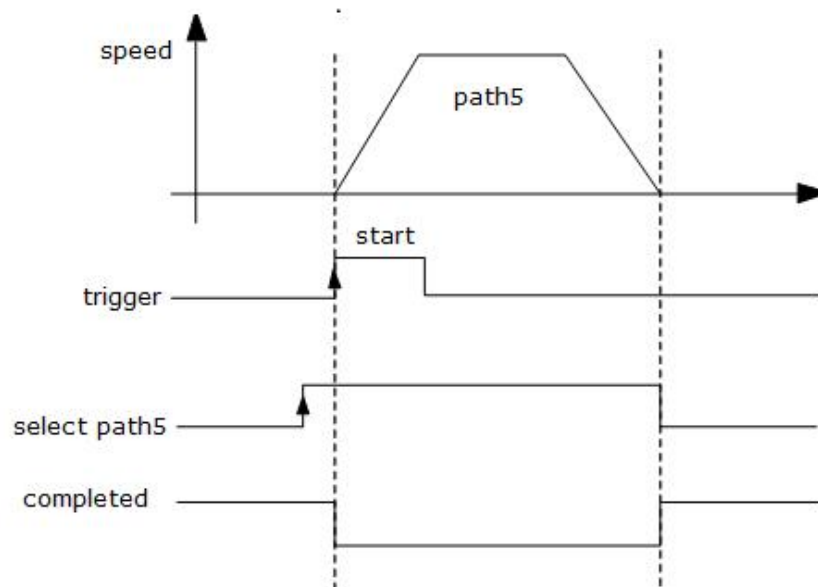 speed
path5
start
trigger
select path5
completed